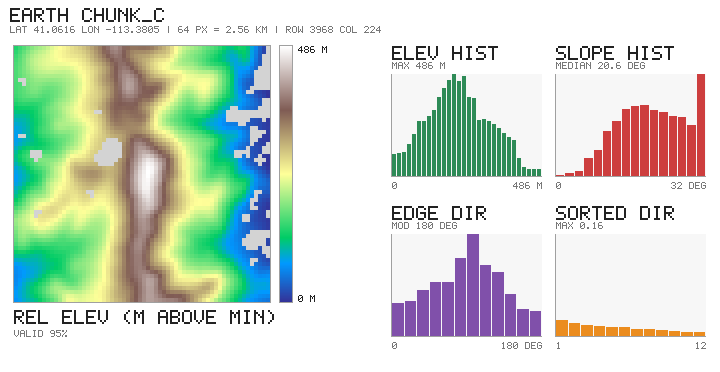 EARTH CHUNK_C
LAT 41.0616 LON -113.3805 | 64 PX = 2.56 KM | ROW 3968 COL 224
486 M
0 M
REL ELEV (M ABOVE MIN)
VALID 95%
ELEV HIST
MAX 486 M
0 486 M
SLOPE HIST
MEDIAN 20.6 DEG
0 32 DEG
EDGE DIR
MOD 180 DEG
0 180 DEG
SORTED DIR
MAX 0.16
1 12